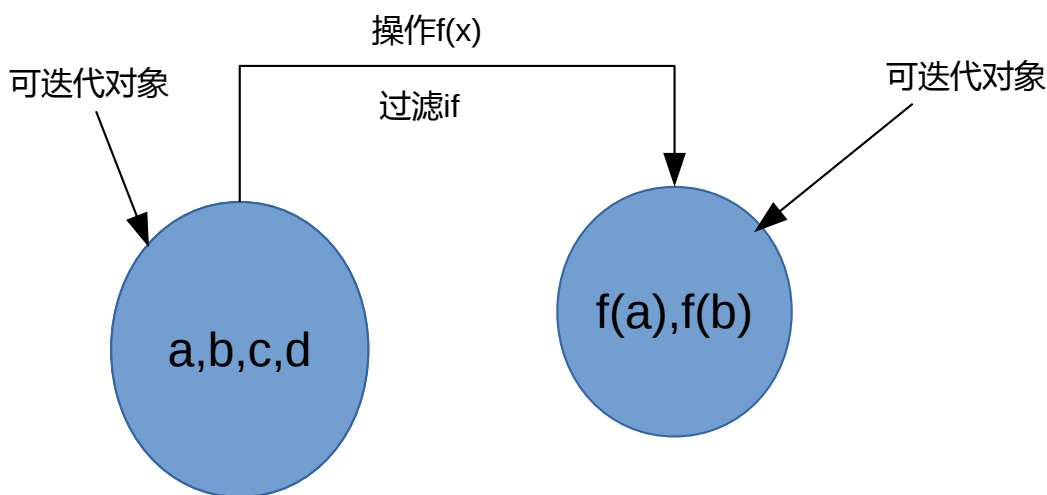 操作f(x)
可迭代对象
可迭代对象
过滤if
f(a),f(b)
a,b,c,d